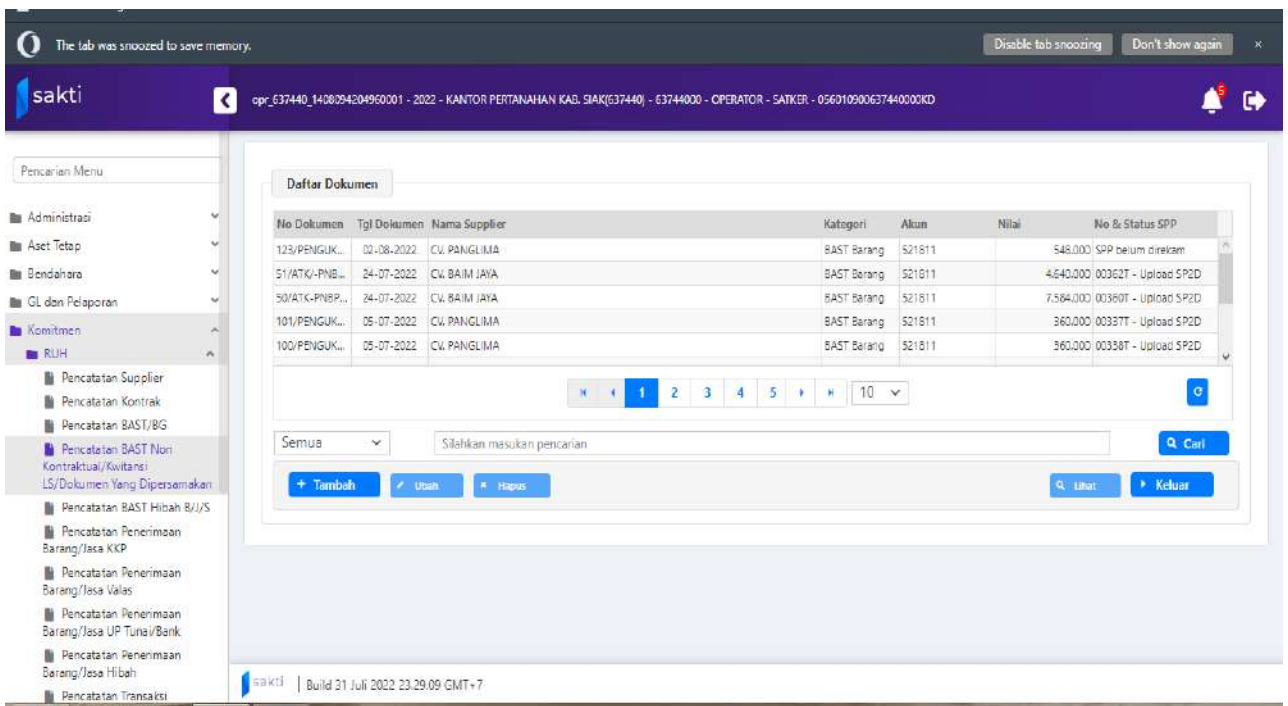 The tab was snoozed to save memory.
Disable tab snoozing
Don't show again
×
sakti
opr_637440_1408094204960001 - 2022 - KANTOR PERTANAHAN KAB. SIAK(637440) - 63744000 - OPERATOR - SATKER - 056010900637440000KD
5
Pencarian Menu
Administrasi
Aset Tetap
Bendahara
GL dan Pelaporan
Komitmen
RUH
Pencatatan Supplier
Pencatatan Kontrak
Pencatatan BAST/BG
Pencatatan BAST Non
Kontraktual/Kwitansi
LS/Dokumen Yang Dipersamakan
Pencatatan BAST Hibah B/J/S
Pencatatan Penerimaan
Barang/Jasa KKP
Pencatatan Penerimaan
Barang/Jasa Valas
Pencatatan Penerimaan
Barang/Jasa UP Tunai/Bank
Pencatatan Penerimaan
Barang/Jasa Hibah
Pencatatan Transaksi
Daftar Dokumen
No Dokumen Tgl Dokumen Nama Supplier Kategori Akun Nilai No & Status SPP
123/PENGUK... 02-08-2022 CV. PANGLIMA BAST Barang 521811 548.000 SPP belum direkam
51/ATK/-PNB... 24-07-2022 CV. BAIM JAYA BAST Barang 521811 4.640.000 00362T - Upload SP2D
50/ATK-PNBP... 24-07-2022 CV. BAIM JAYA BAST Barang 521811 7.584.000 00360T - Upload SP2D
101/PENGUK... 05-07-2022 CV. PANGLIMA BAST Barang 521811 360.000 00337T - Upload SP2D
100/PENGUK... 05-07-2022 CV. PANGLIMA BAST Barang 521811 360.000 00338T - Upload SP2D
1 2 3 4 5 10
Semua
Silahkan masukan pencarian
Cari
+ Tambah
Ubah
Hapus
Lihat
Keluar
sakti | Build 31 Juli 2022 23.29.09 GMT+7